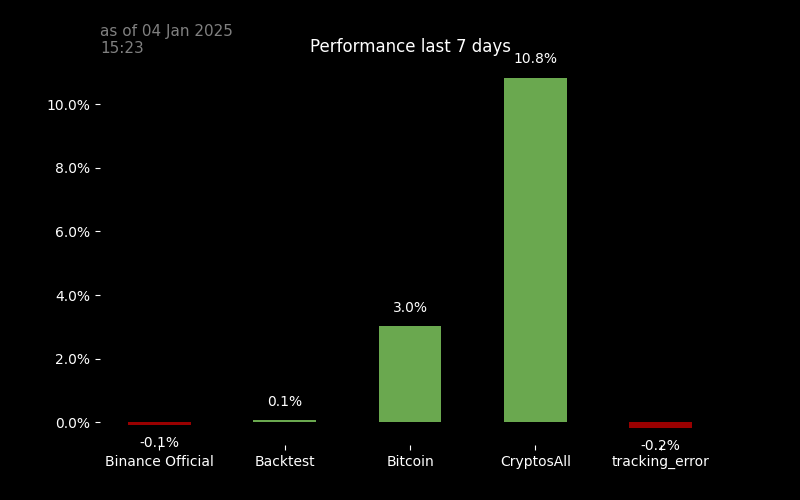 as of 04 Jan 2025
15:23
Performance last 7 days
10.8%
10.0%
8.0%
6.0%
4.0%
3.0%
2.0%
0.1%
0.0%
-0.1%
-0.2%
Binance Official
Backtest
Bitcoin
CryptosAll
tracking_error